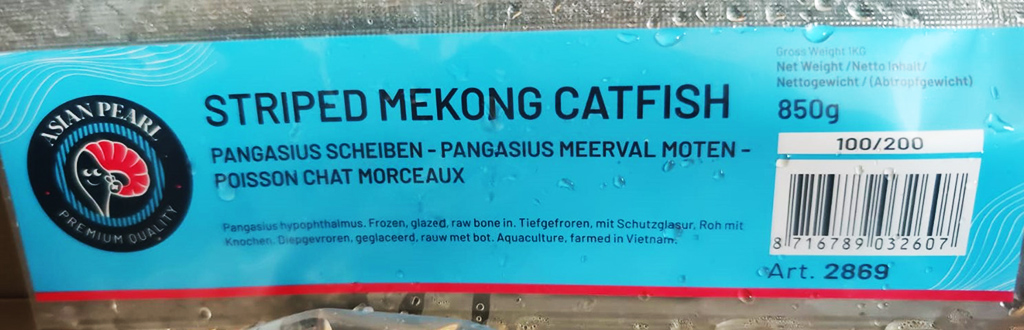 ASIAN PEARL
PREMIUM QUALITY
STRIPED MEKONG CATFISH
PANGASIUS SCHEIBEN - PANGASIUS MEERVAL MOTEN -
POISSON CHAT MORCEAUX
Pangasius hypophthalmus. Frozen, glazed, raw bone in. Tiefgefroren, mit Schutzglasur. Roh mit
Knochen. Diepgevroren, geglaceerd, rauw met bot. Aquaculture, farmed in Vietnam.
Gross Weight 1KG
Net Weight / Netto Inhalt/
Nettogewicht / (Abtropfgewicht)
850g
100/200
8 716789 032607
Art. 2869